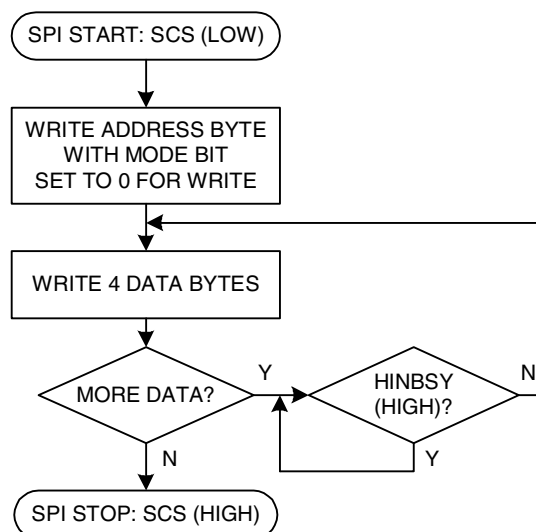 SPI START: SCS (LOW)
WRITE ADDRESS BYTE
WITH MODE BIT
SET TO 0 FOR WRITE
WRITE 4 DATA BYTES
MORE DATA?
Y
HINBSY
(HIGH)?
N
N
Y
SPI STOP: SCS (HIGH)